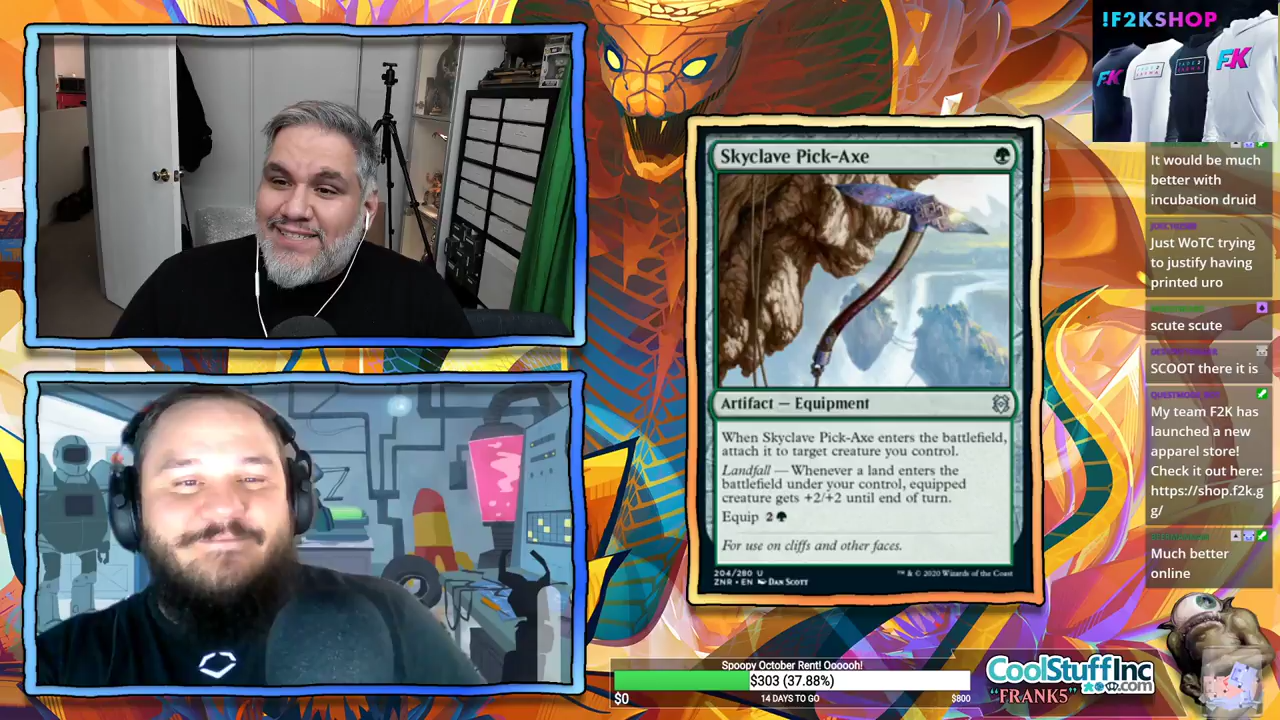 !F2KSHOP
FK
FK
Skyclave Pick-Axe
Artifact — Equipment
When Skyclave Pick-Axe enters the battlefield,
attach it to target creature you control.
Landfall — Whenever a land enters the
battlefield under your control, equipped
creature gets +2/+2 until end of turn.
Equip 2
For use on cliffs and other faces.
204/280 U
ZNR • EN DAN SCOTT
™ & © 2020 Wizards of the Coast
It would be much
better with
incubation druid
Just WoTC trying
to justify having
printed uro
scute scute
SCOOT there it is
My team F2K has
launched a new
apparel store!
Check it out here:
https://shop.f2k.g
g/
Much better
online
Spoopy October Rent! Oooooh!
$303 (37.88%)
$0
14 DAYS TO GO
$800
CoolStuffInc
.com
"FRANK5"